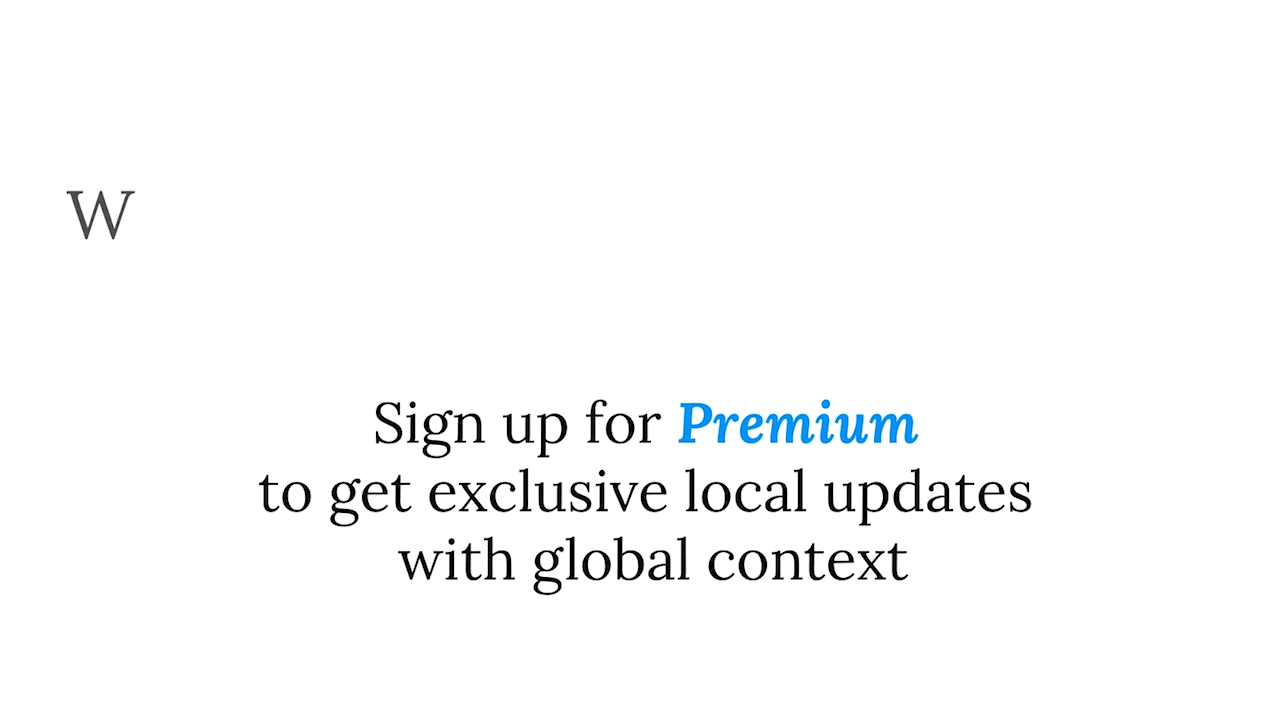 W
Sign up for Premium
to get exclusive local updates
with global context